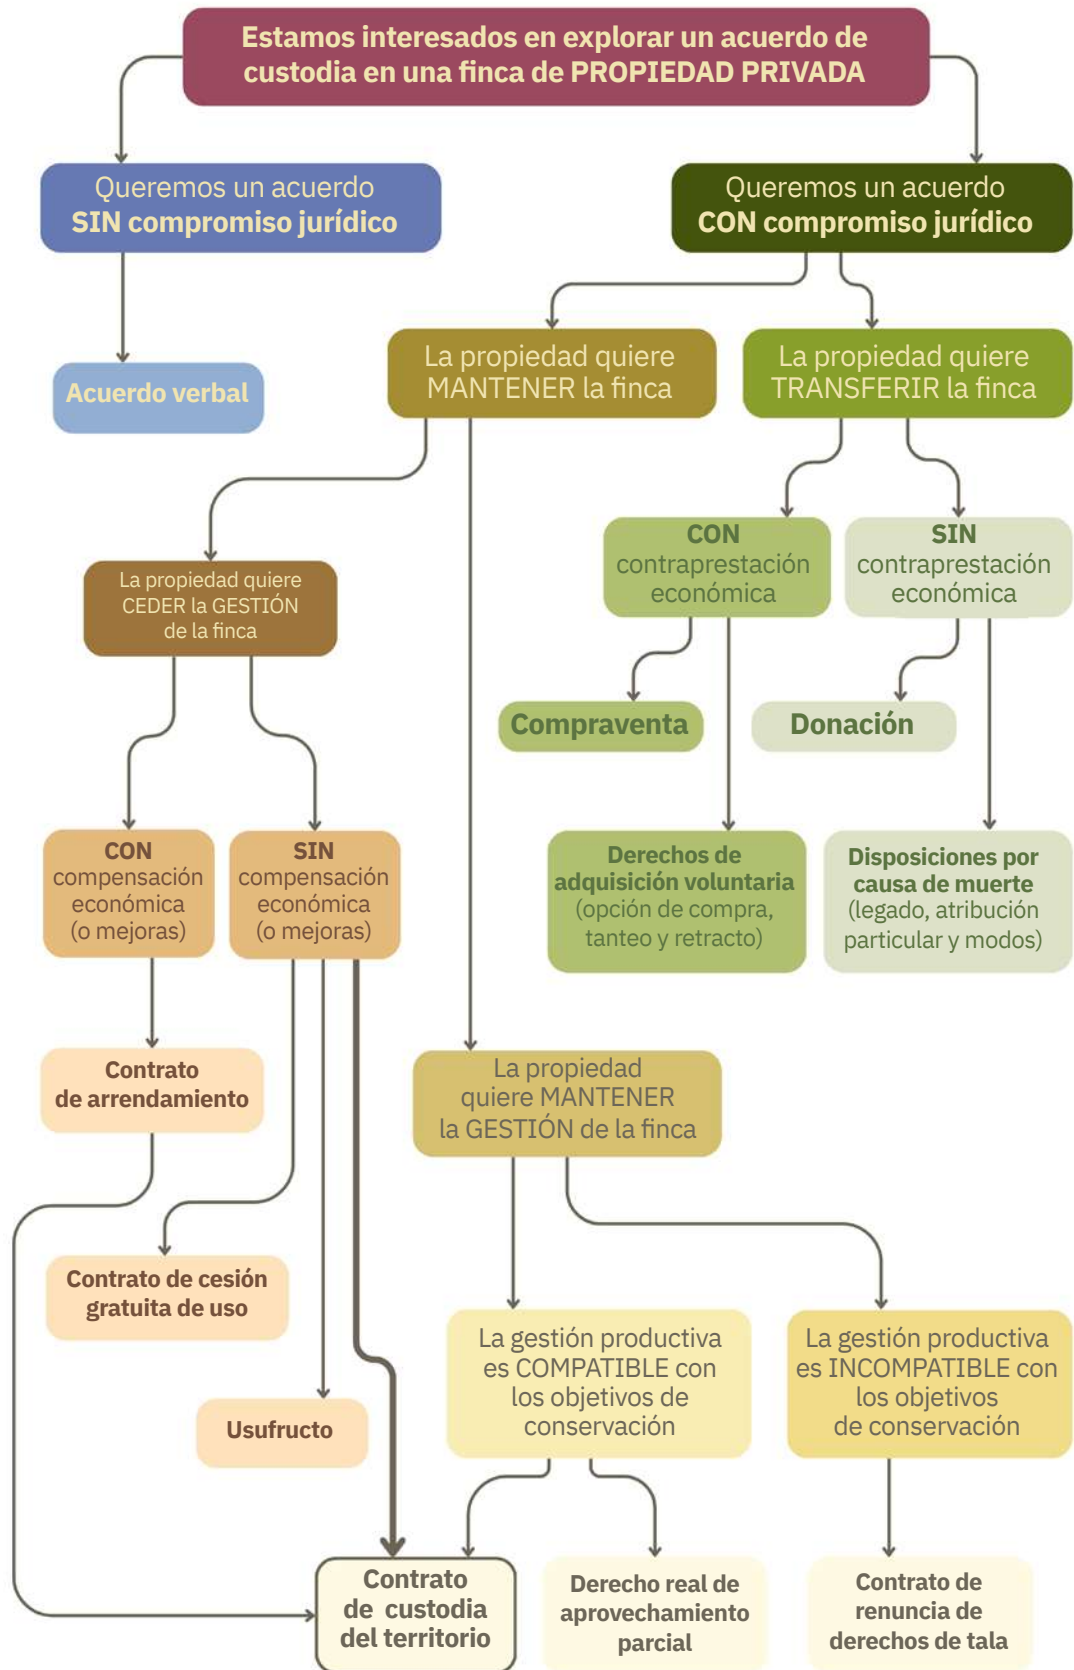 Estamos interesados en explorar un acuerdo de
custodia en una finca de PROPIEDAD PRIVADA
Queremos un acuerdo
SIN compromiso jurídico
Queremos un acuerdo
CON compromiso jurídico
Acuerdo verbal
La propiedad quiere
MANTENER la finca
La propiedad quiere
TRANSFERIR la finca
La propiedad quiere
CEDER la GESTIÓN
de la finca
CON
contraprestación
económica
SIN
contraprestación
económica
Compraventa
Donación
CON
compensación
económica
(o mejoras)
SIN
compensación
económica
(o mejoras)
Derechos de
adquisición voluntaria
(opción de compra,
tanteo y retracto)
Disposiciones por
causa de muerte
(legado, atribución
particular y modos)
Contrato
de arrendamiento
La propiedad
quiere MANTENER
la GESTIÓN de la finca
Contrato de cesión
gratuita de uso
Usufructo
La gestión productiva
es COMPATIBLE con
los objetivos de
conservación
La gestión productiva
es INCOMPATIBLE con
los objetivos
de conservación
Contrato
de custodia
del territorio
Derecho real de
aprovechamiento
parcial
Contrato de
renuncia de
derechos de tala